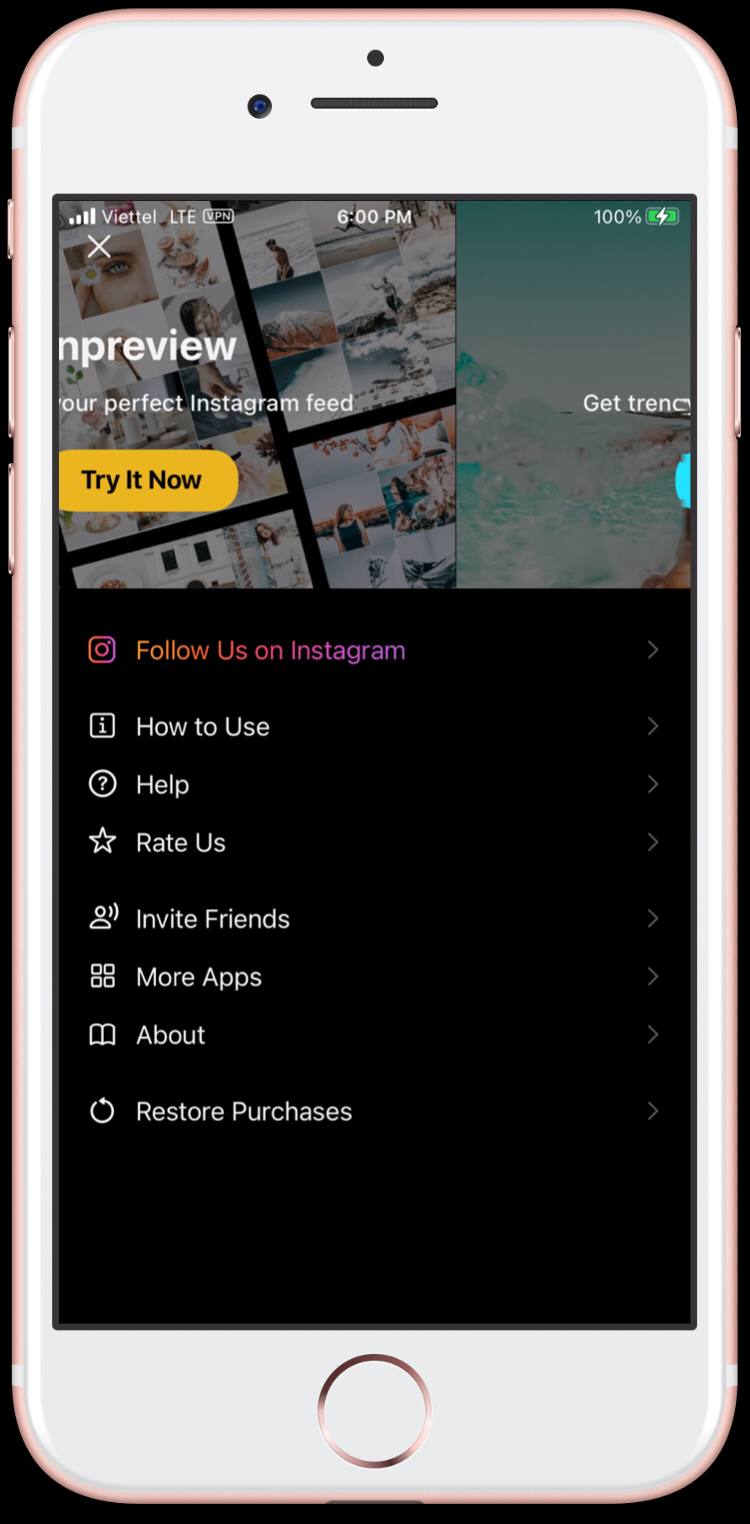 Viettel LTE VPN 6:00 PM 100%
npreview
your perfect Instagram feed
Get trenc
Try It Now
Follow Us on Instagram
How to Use
Help
Rate Us
Invite Friends
More Apps
About
Restore Purchases